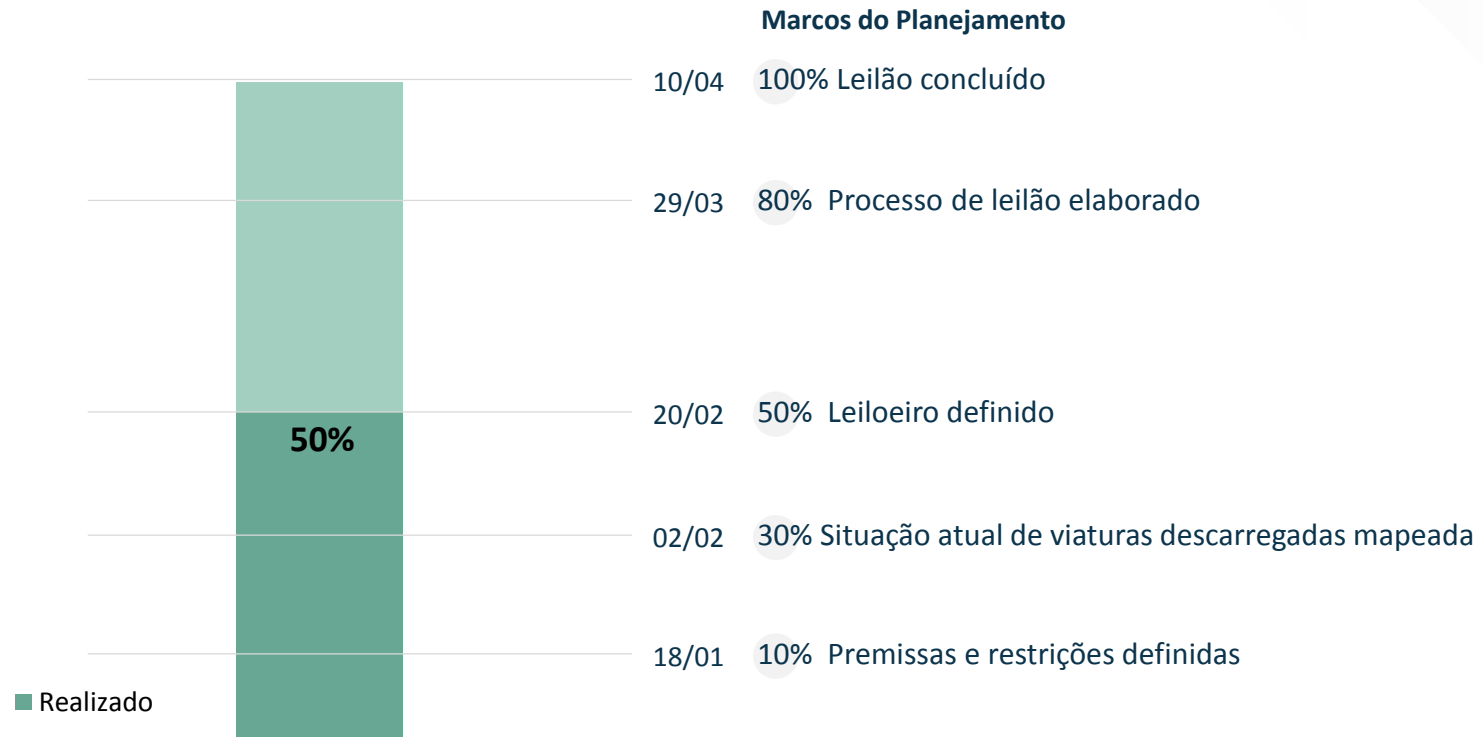 Marcos do Planejamento
10/04 100% Leilão concluído
29/03 80% Processo de leilão elaborado
20/02 50% Leiloeiro definido
50%
02/02 30% Situação atual de viaturas descarregadas mapeada
18/01 10% Premissas e restrições definidas
Realizado